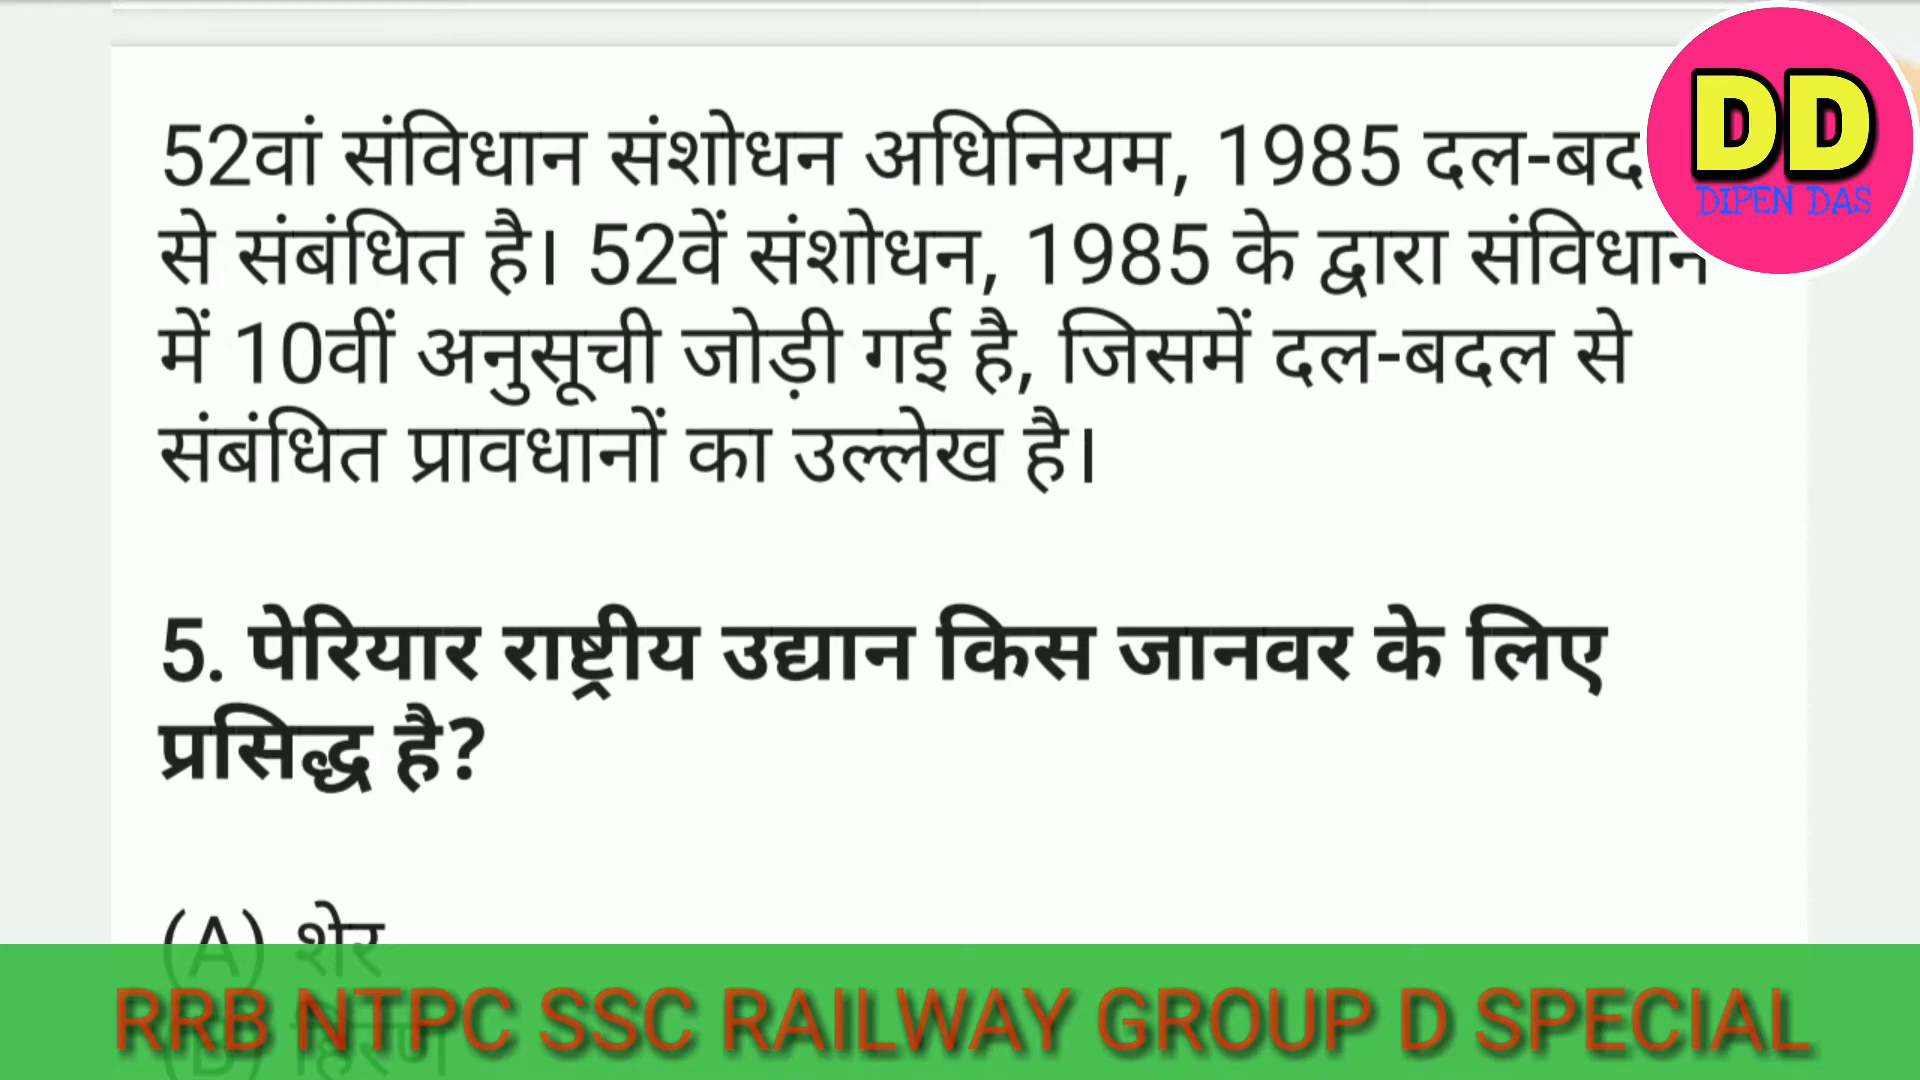 52वां संविधान संशोधन अधिनियम, 1985 दल-बद
से संबंधित है। 52वें संशोधन, 1985 के द्वारा संविधान
में 10वीं अनुसूची जोड़ी गई है, जिसमें दल-बदल से
संबंधित प्रावधानों का उल्लेख है।
5. पेरियार राष्ट्रीय उद्यान किस जानवर के लिए
प्रसिद्ध है?
(A) शेर
(B) हिरण
RRB NTPC SSC RAILWAY GROUP D SPECIAL
DD
DIPEN DAS